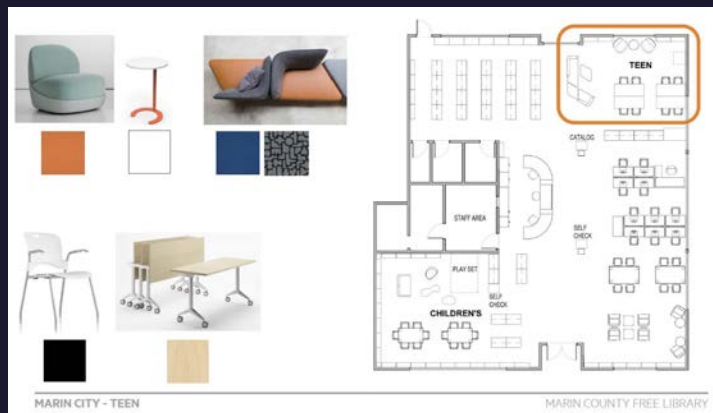 TEEN
CATALOG
STAFF AREA
SELF
CHECK
PLAY SET
SELF
CHECK
CHILDREN'S
MARIN CITY - TEEN
MARIN COUNTY FREE LIBRARY